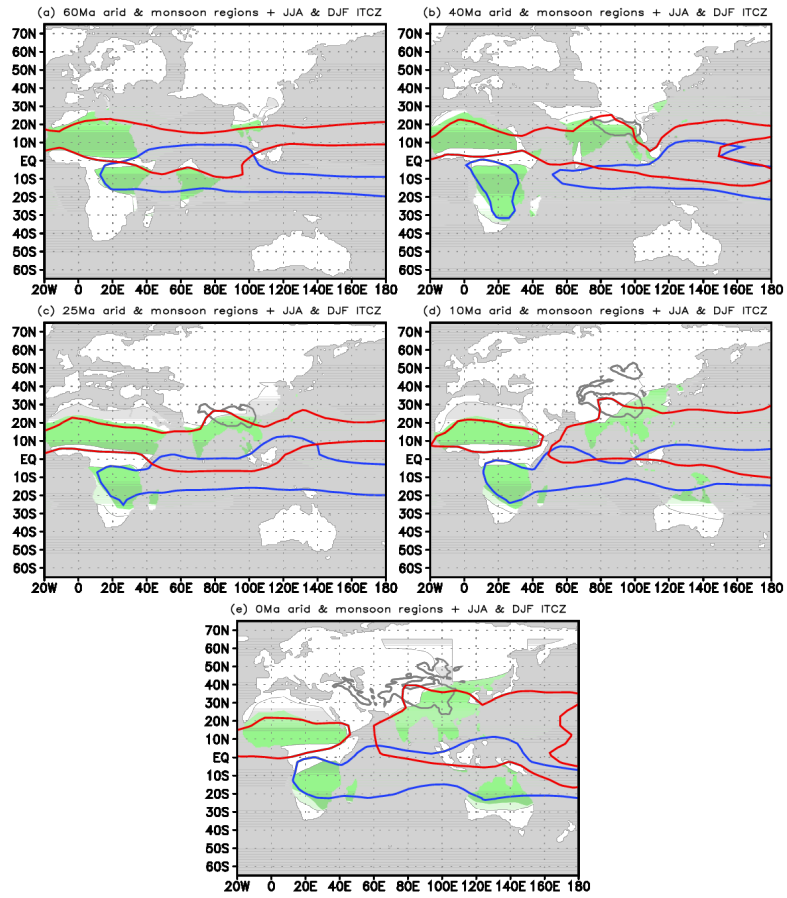 (a) 60Ma arid & monsoon regions + JJA & DJF ITCZ
(b) 40Ma arid & monsoon regions + JJA & DJF ITCZ
70N
60N
50N
40N
30N
20N
10N
EQ
10S
20S
30S
40S
50S
60S
20W 0 20E 40E 60E 80E 100E 120E 140E 160E 180
70N
60N
50N
40N
30N
20N
10N
EQ
10S
20S
30S
40S
50S
60S
20W 0 20E 40E 60E 80E 100E 120E 140E 160E 180
(c) 25Ma arid & monsoon regions + JJA & DJF ITCZ
(d) 10Ma arid & monsoon regions + JJA & DJF ITCZ
70N
60N
50N
40N
30N
20N
10N
EQ
10S
20S
30S
40S
50S
60S
20W 0 20E 40E 60E 80E 100E 120E 140E 160E 180
70N
60N
50N
40N
30N
20N
10N
EQ
10S
20S
30S
40S
50S
60S
20W 0 20E 40E 60E 80E 100E 120E 140E 160E 180
(e) 0Ma arid & monsoon regions + JJA & DJF ITCZ
70N
60N
50N
40N
30N
20N
10N
EQ
10S
20S
30S
40S
50S
60S
20W 0 20E 40E 60E 80E 100E 120E 140E 160E 180